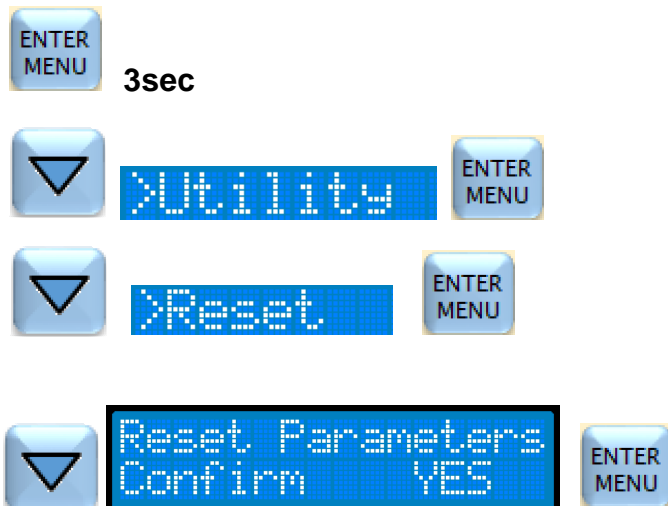 ENTER
MENU
3sec
>Utility
ENTER
MENU
>Reset
ENTER
MENU
Reset Parameters
Confirm YES
ENTER
MENU